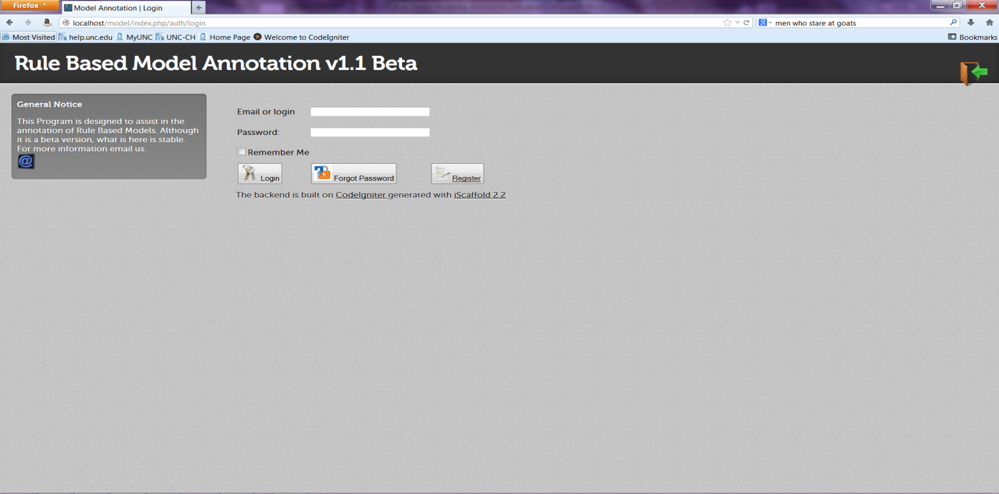 Firefox
Model Annotation | Login
localhost/model/index.php/auth/login
men who stare at goats
Most Visited help.unc.edu MyUNC UNC-CH Home Page Welcome to CodeIgniter Bookmarks
Rule Based Model Annotation v1.1 Beta
General Notice
This Program is designed to assist in the
annotation of Rule Based Models. Although
it is a beta version, what is here is stable.
For more information email us.
@
Email or login
Password:
Remember Me
Login Forgot Password Register
The backend is built on CodeIgniter generated with iScaffold 2.2